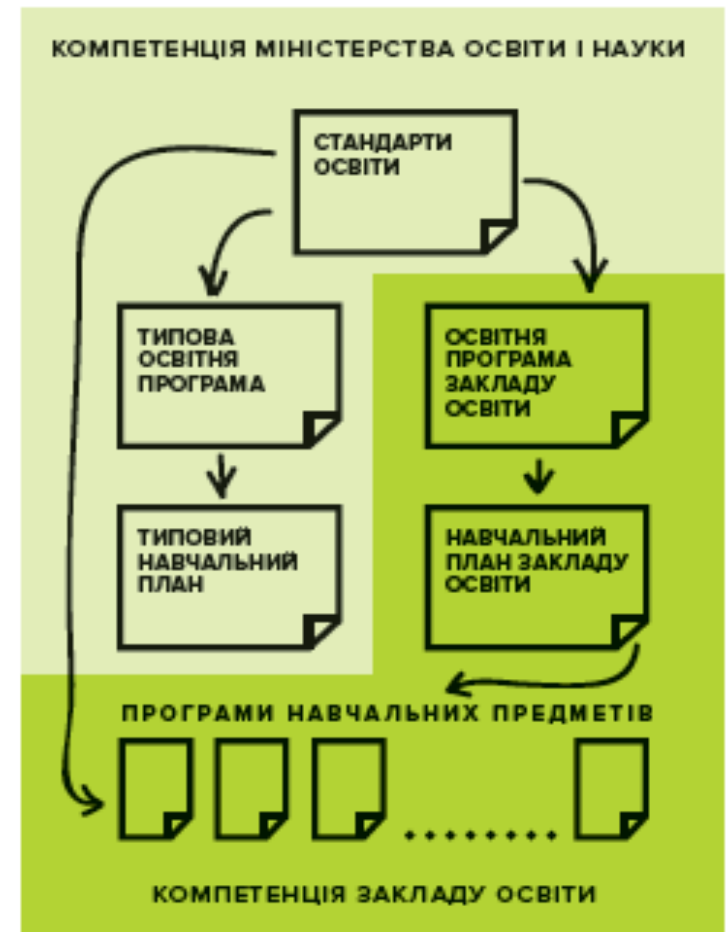 КОМПЕТЕНЦІЯ МІНІСТЕРСТВА ОСВІТИ І НАУКИ
СТАНДАРТИ
ОСВІТИ
ТИПОВА
ОСВІТНЯ
ПРОГРАМА
ОСВІТНЯ
ПРОГРАМА
ЗАКЛАДУ
ОСВІТИ
ТИПОВИЙ
НАВЧАЛЬНИЙ
ПЛАН
НАВЧАЛЬНИЙ
ПЛАН ЗАКЛАДУ
ОСВІТИ
ПРОГРАМИ НАВЧАЛЬНИХ ПРЕДМЕТІВ
КОМПЕТЕНЦІЯ ЗАКЛАДУ ОСВІТИ